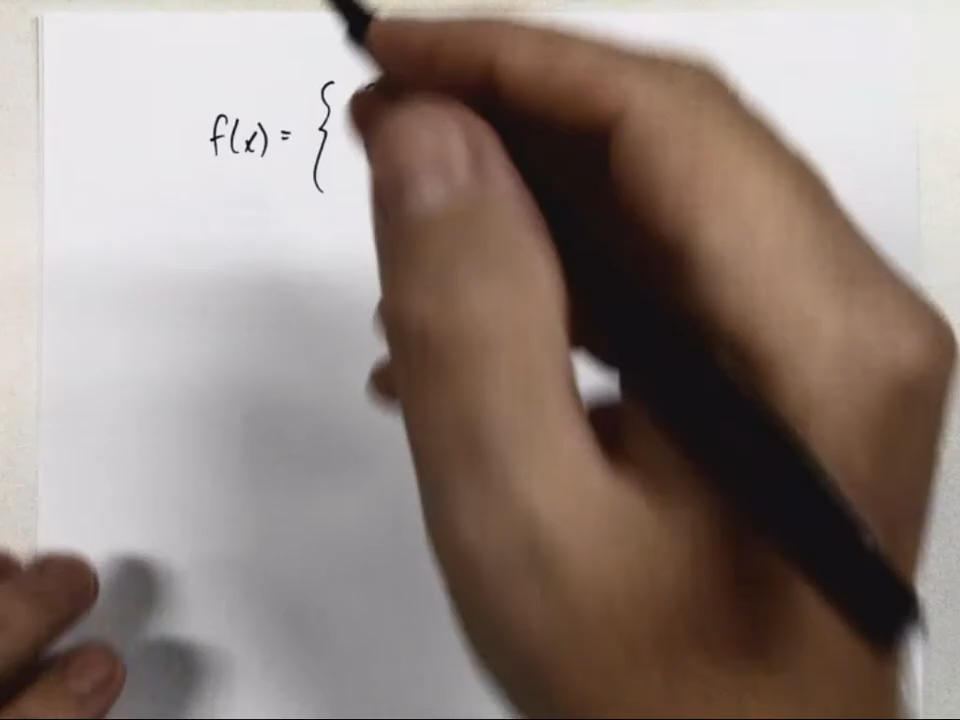 f(x) = {